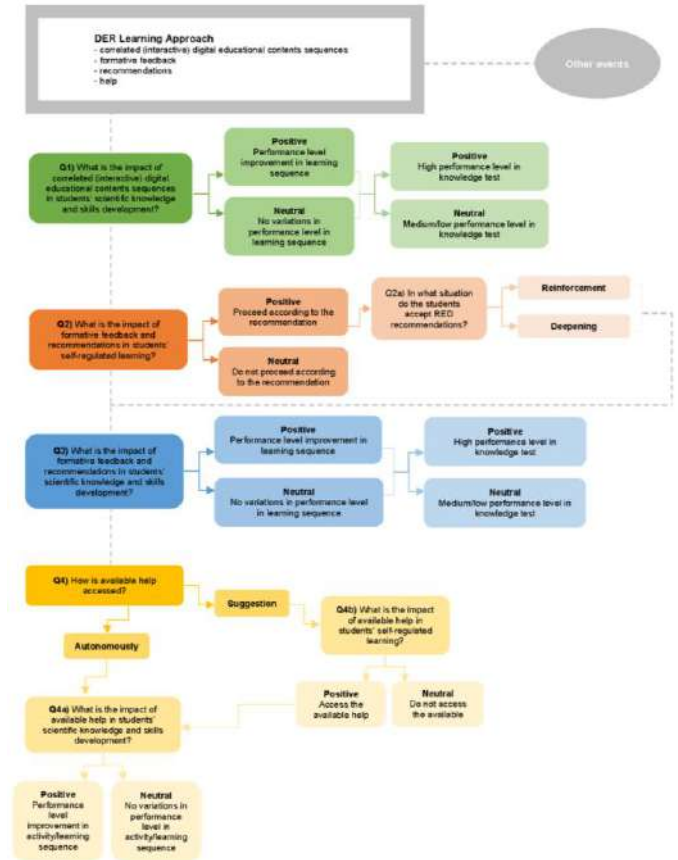 DER Learning Approach
- correlated (interactive) digital educational contents sequences
- formative feedback
- recommendations
- help
Other events
Q1) What is the impact of
correlated (interactive) digital
educational contents sequences
in students' scientific knowledge
and skills development?
Positive
Performance level
improvement in learning
sequence
Neutral
No variations in
performance level in
learning sequence
Positive
High performance level in
knowledge test
Neutral
Medium/low performance level in
knowledge test
Q2) What is the impact of
formative feedback and
recommendations in students'
self-regulated learning?
Positive
Proceed according to the
recommendation
Neutral
Do not proceed according
to the recommendation
Q2a) In what situation
do the students
accept RED
recommendations?
Reinforcement
Deepening
Q3) What is the impact of
formative feedback and
recommendations in students'
scientific knowledge and skills
development?
Positive
Performance level improvement in
learning sequence
Neutral
No variations in performance level
in learning sequence
Positive
High performance level in
knowledge test
Neutral
Medium/low performance level in
knowledge test
Q4) How is available help
accessed?
Suggestion
Autonomously
Q4b) What is the impact
of available help in
students' self-regulated
learning?
Positive
Access the
available help
Neutral
Do not access
the available
Q4a) What is the impact of
available help in students'
scientific knowledge and skills
development?
Positive
Performance
level
improvement in
activity/learning
sequence
Neutral
No variations in
performance
level in
activity/learning
sequence